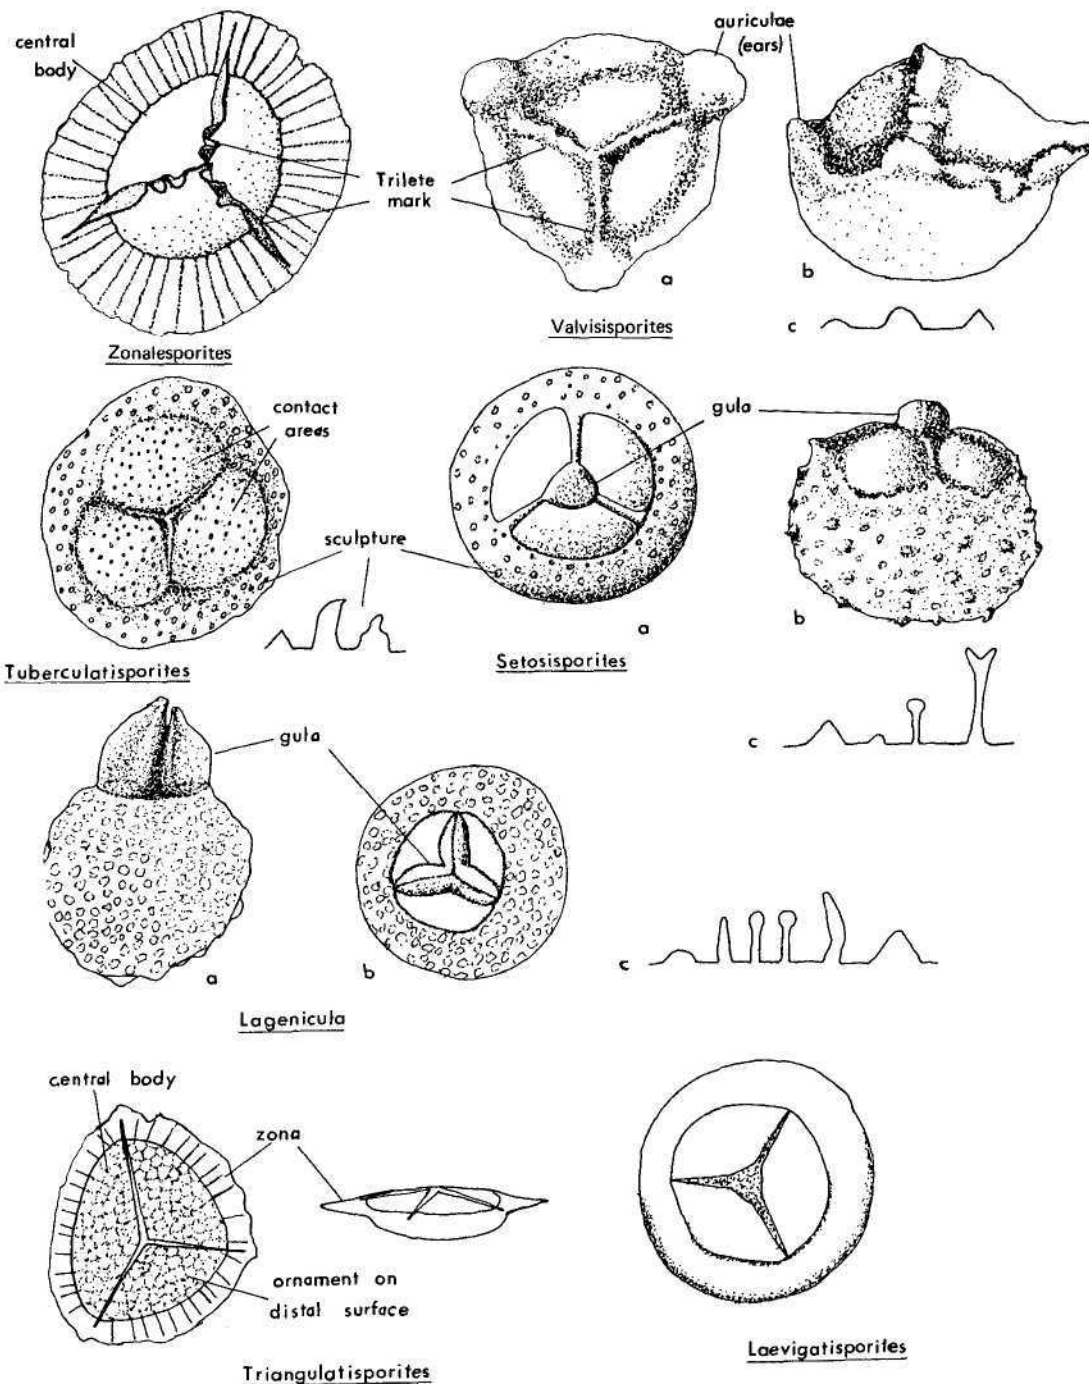 central
body
auriculae
(ears)
Trilete
mark
a
b
c
Zonalesporites
Valvisisporites
contact
areas
gula
sculpture
a
b
Tuberculatisporites
Setosisporites
c
gula
a
b
c
Lagenicula
central body
zona
ornament on
distal surface
Triangulatisporites
Laevigatisporites